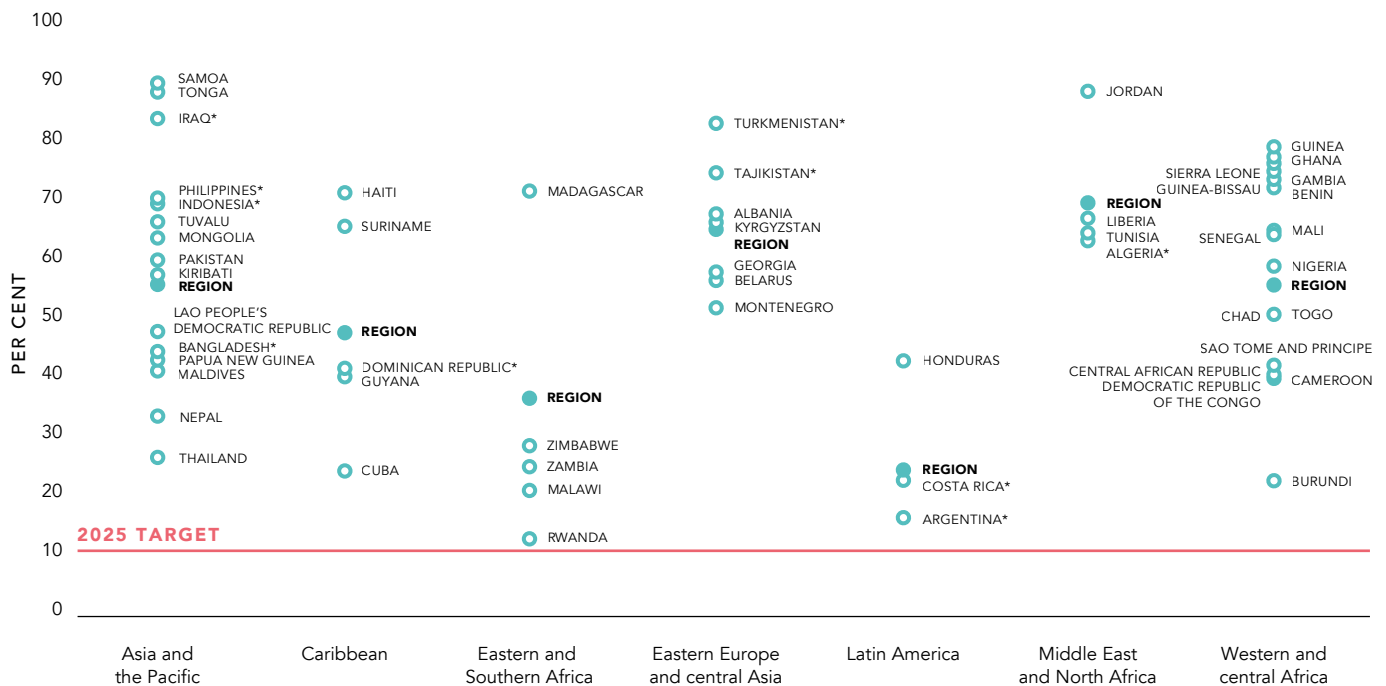 PER CENT
100
90
80
70
60
50
40
30
20
10
0
2025 TARGET
SAMOA
TONGA
IRAQ*
PHILIPPINES*
INDONESIA*
TUVALU
MONGOLIA
PAKISTAN
KIRIBATI
REGION
LAO PEOPLE'S
DEMOCRATIC REPUBLIC
BANGLADESH*
PAPUA NEW GUINEA
MALDIVES
NEPAL
THAILAND
HAITI
SURINAME
REGION
DOMINICAN REPUBLIC*
GUYANA
CUBA
MADAGASCAR
REGION
ZIMBABWE
ZAMBIA
MALAWI
RWANDA
TURKMENISTAN*
TAJIKISTAN*
ALBANIA
KYRGYZSTAN
REGION
GEORGIA
BELARUS
MONTENEGRO
HONDURAS
REGION
COSTA RICA*
ARGENTINA*
JORDAN
REGION
LIBERIA
TUNISIA
ALGERIA*
GUINEA
GHANA
SIERRA LEONE
GUINEA-BISSAU
GAMBIA
BENIN
MALI
SENEGAL
NIGERIA
REGION
CHAD
TOGO
SAO TOME AND PRINCIPE
CENTRAL AFRICAN REPUBLIC
DEMOCRATIC REPUBLIC
OF THE CONGO
CAMEROON
BURUNDI
Asia and
the Pacific
Caribbean
Eastern and
Southern Africa
Eastern Europe
and central Asia
Latin America
Middle East
and North Africa
Western and
central Africa